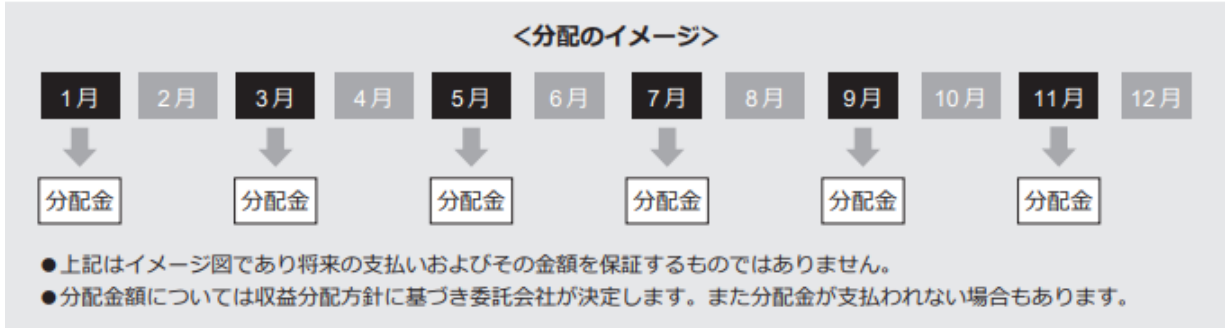 ＜分配のイメージ＞
1月 2月 3月 4月 5月 6月 7月 8月 9月 10月 11月 12月
分配金 分配金 分配金 分配金 分配金 分配金
●上記はイメージ図であり将来の支払いおよびその金額を保証するものではありません。
●分配金額については収益分配方針に基づき委託会社が決定します。また分配金が支払われない場合もあります。